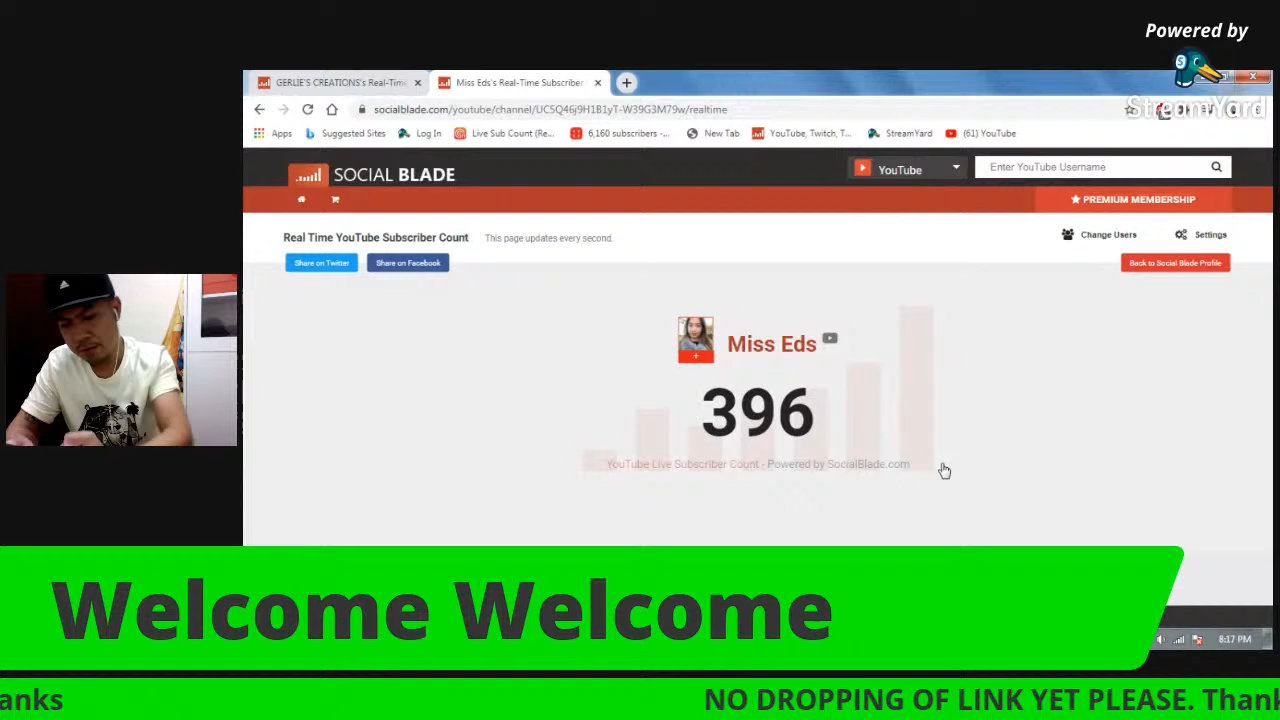 Powered by
StreamYard
GERLIE'S CREATIONS's Real-Time
Miss Eds's Real-Time Subscriber
socialblade.com/youtube/channel/UC5Q46j9H1B1yT-W39G3M79w/realtime
Apps Suggested Sites Log In Live Sub Count (Re... 6,160 subscribers -... New Tab YouTube, Twitch, T... StreamYard (61) YouTube
SOCIAL BLADE
YouTube
Enter YouTube Username
PREMIUM MEMBERSHIP
Real Time YouTube Subscriber Count This page updates every second.
Change Users Settings
Share on Twitter Share on Facebook
Back to Social Blade Profile
Miss Eds
396
YouTube Live Subscriber Count - Powered by SocialBlade.com
Welcome Welcome
8:17 PM
anks NO DROPPING OF LINK YET PLEASE. Thank